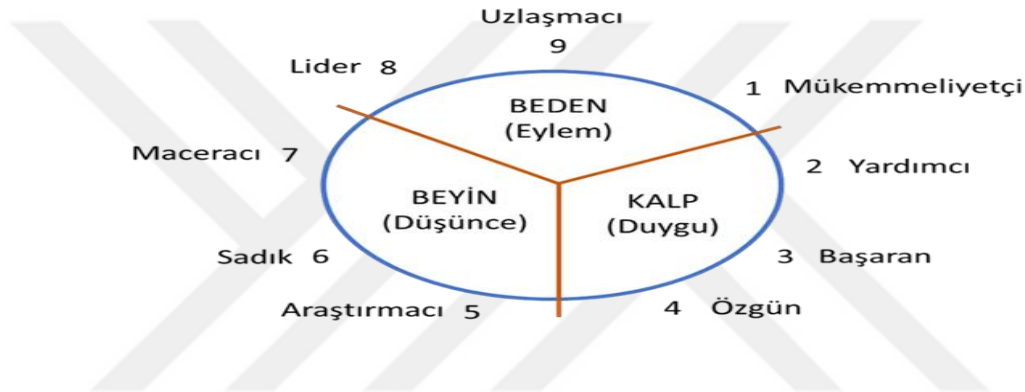 Uzlaşmacı
9
Lider 8
1 Mükemmeliyetçi
BEDEN
(Eylem)
Maceracı 7
2 Yardımcı
BEYİN
(Düşünce)
KALP
(Duygu)
Sadık 6
3 Başaran
Araştırmacı 5
4 Özgün